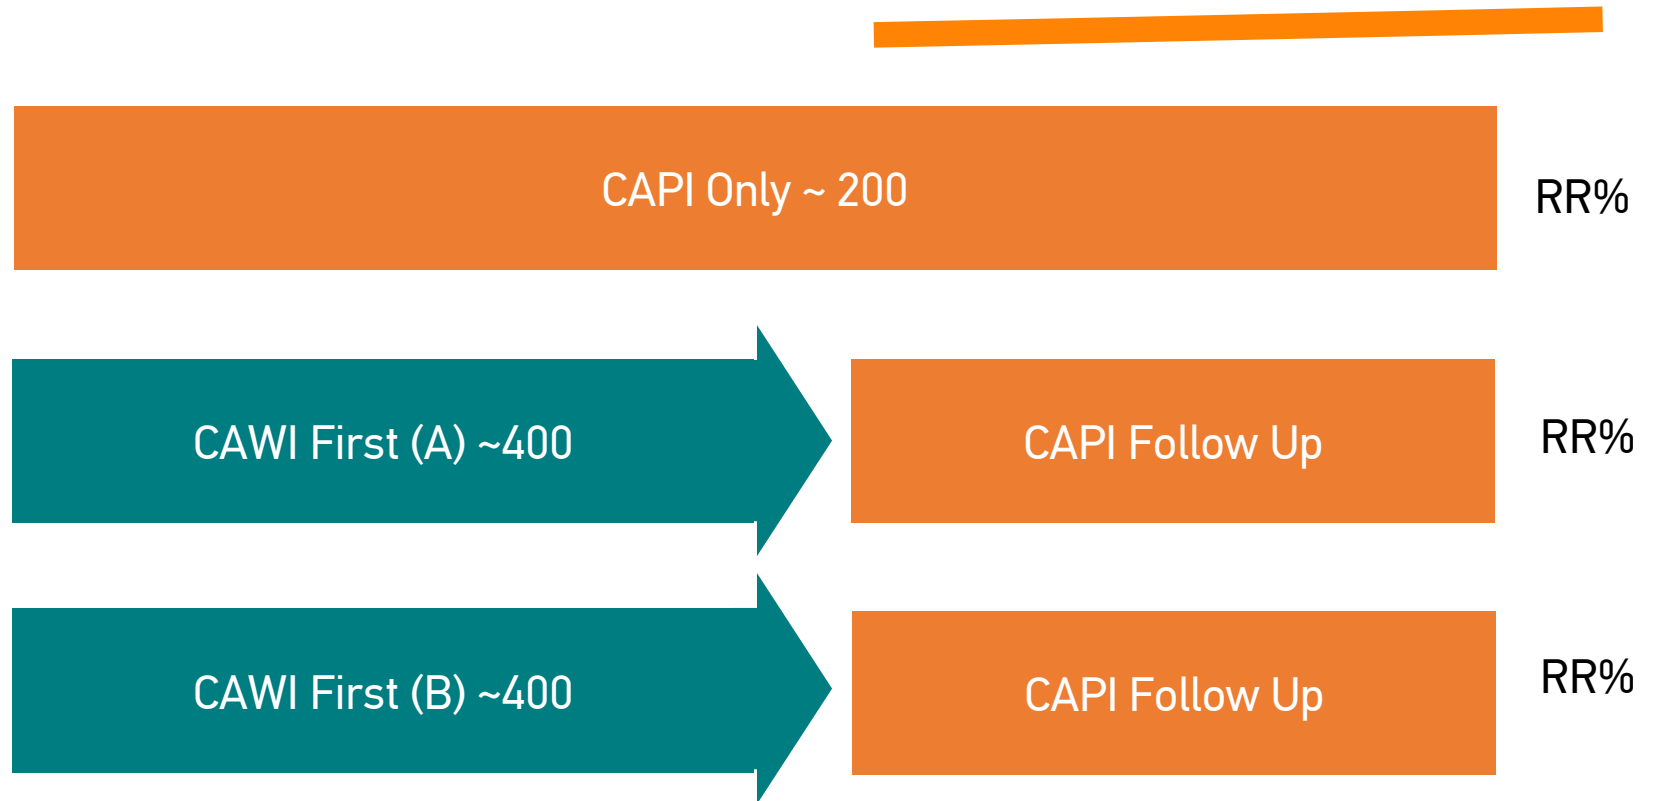 CAPI Only ~ 200
RR%
CAWI First (A) ~400
CAPI Follow Up
RR%
CAWI First (B) ~400
CAPI Follow Up
RR%